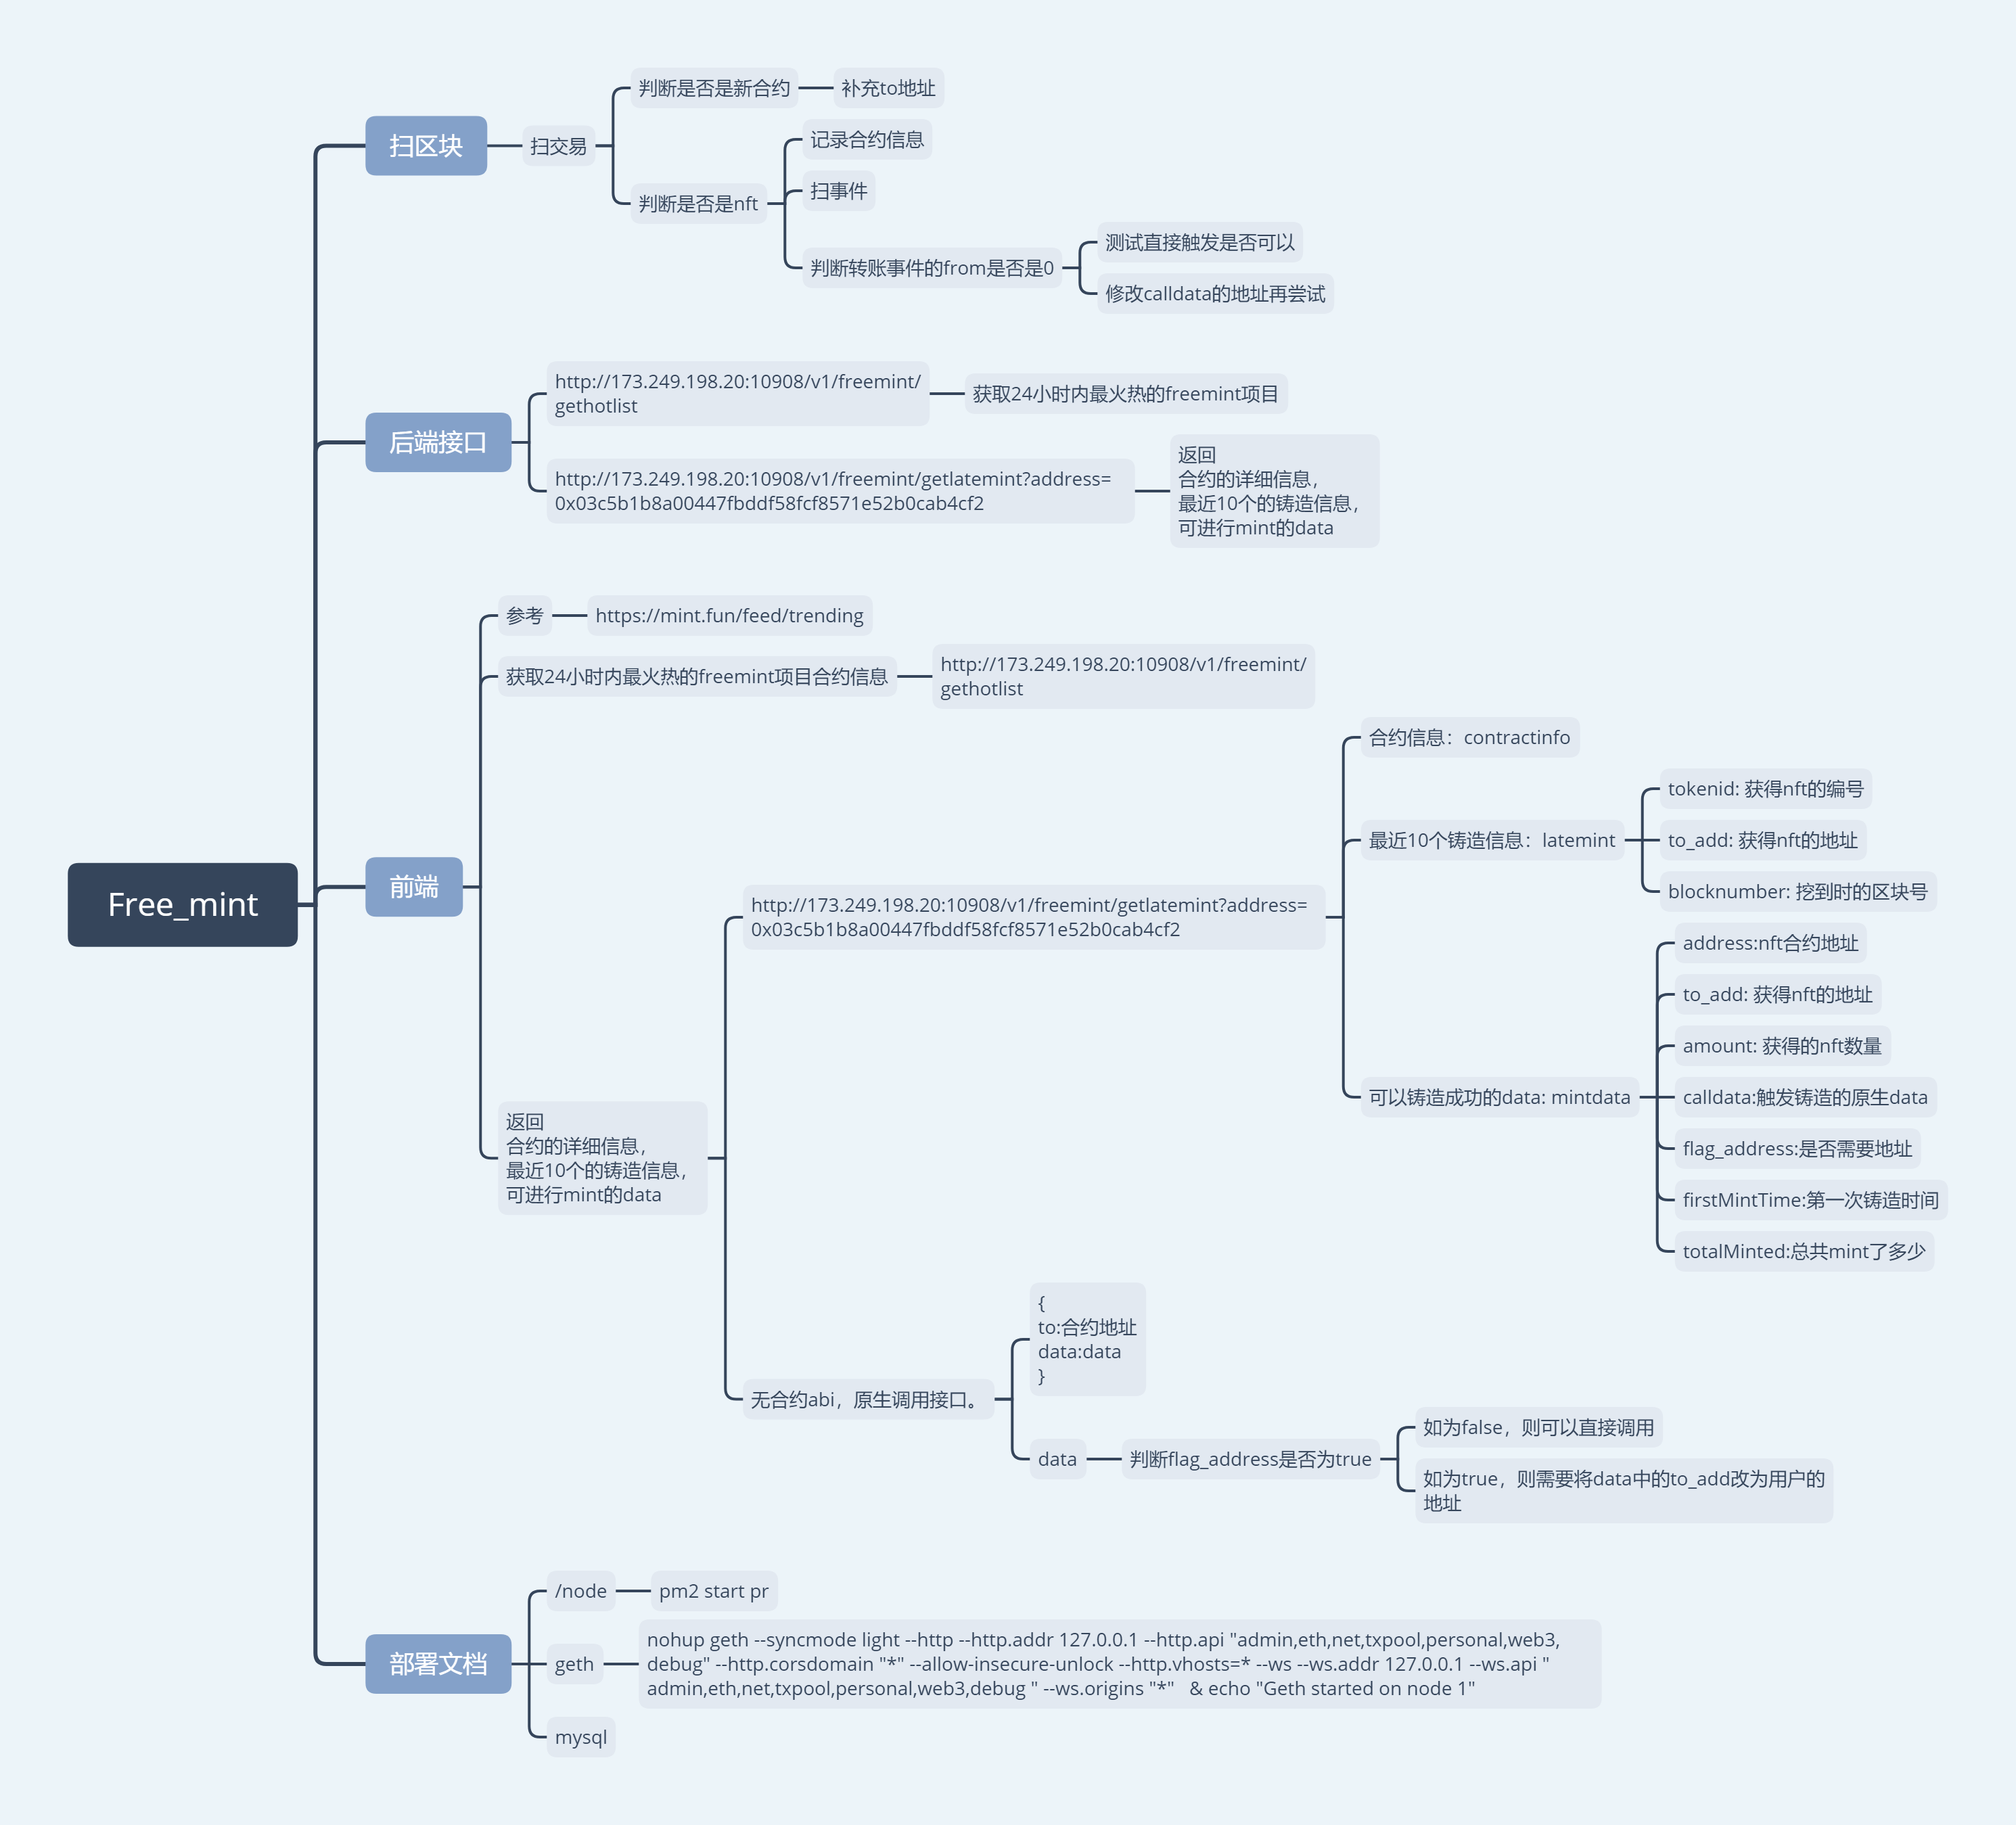 Free_mint
扫区块
扫交易
判断是否是新合约
补充to地址
判断是否是nft
记录合约信息
扫事件
判断转账事件的from是否是0
测试直接触发是否可以
修改calldata的地址再尝试
后端接口
http://173.249.198.20:10908/v1/freemint/
gethotlist
获取24小时内最火热的freemint项目
http://173.249.198.20:10908/v1/freemint/getlatemint?address=
0x03c5b1b8a00447fbddf58fcf8571e52b0cab4cf2
返回
合约的详细信息，
最近10个的铸造信息，
可进行mint的data
前端
参考
https://mint.fun/feed/trending
获取24小时内最火热的freemint项目合约信息
http://173.249.198.20:10908/v1/freemint/
gethotlist
返回
合约的详细信息，
最近10个的铸造信息，
可进行mint的data
http://173.249.198.20:10908/v1/freemint/getlatemint?address=
0x03c5b1b8a00447fbddf58fcf8571e52b0cab4cf2
合约信息：contractinfo
最近10个铸造信息：latemint
tokenid: 获得nft的编号
to_add: 获得nft的地址
blocknumber: 挖到时的区块号
可以铸造成功的data: mintdata
address:nft合约地址
to_add: 获得nft的地址
amount: 获得的nft数量
calldata:触发铸造的原生data
flag_address:是否需要地址
firstMintTime:第一次铸造时间
totalMinted:总共mint了多少
无合约abi，原生调用接口。
{
to:合约地址
data:data
}
data
判断flag_address是否为true
如为false，则可以直接调用
如为true，则需要将data中的to_add改为用户的
地址
部署文档
/node
pm2 start pr
geth
nohup geth --syncmode light --http --http.addr 127.0.0.1 --http.api "admin,eth,net,txpool,personal,web3,
debug" --http.corsdomain "*" --allow-insecure-unlock --http.vhosts=* --ws --ws.addr 127.0.0.1 --ws.api "
admin,eth,net,txpool,personal,web3,debug " --ws.origins "*"   & echo "Geth started on node 1"
mysql